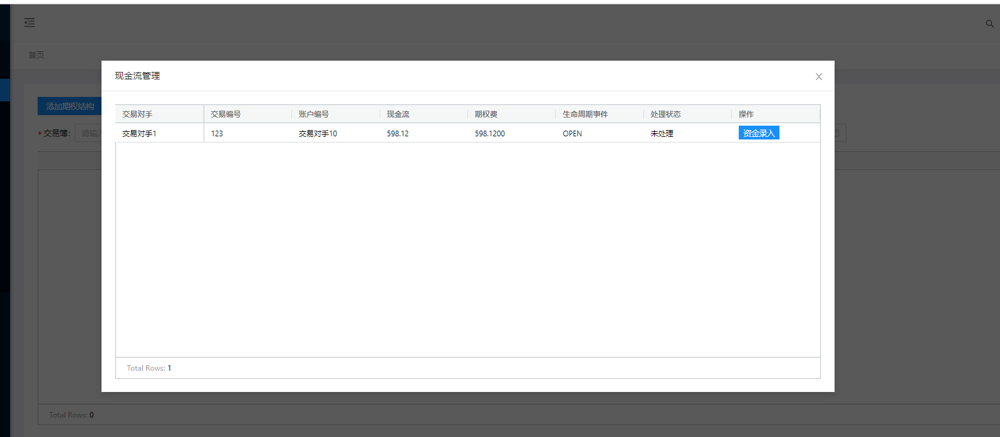 首页
现金流管理
添加期权结构
* 交易簿: 请输入
交易对手 交易编号 账户编号 现金流 期权费 生命周期事件 处理状态 操作
交易对手1 123 交易对手10 598.12 598.1200 OPEN 未处理 资金录入
Total Rows: 1
Total Rows: 0